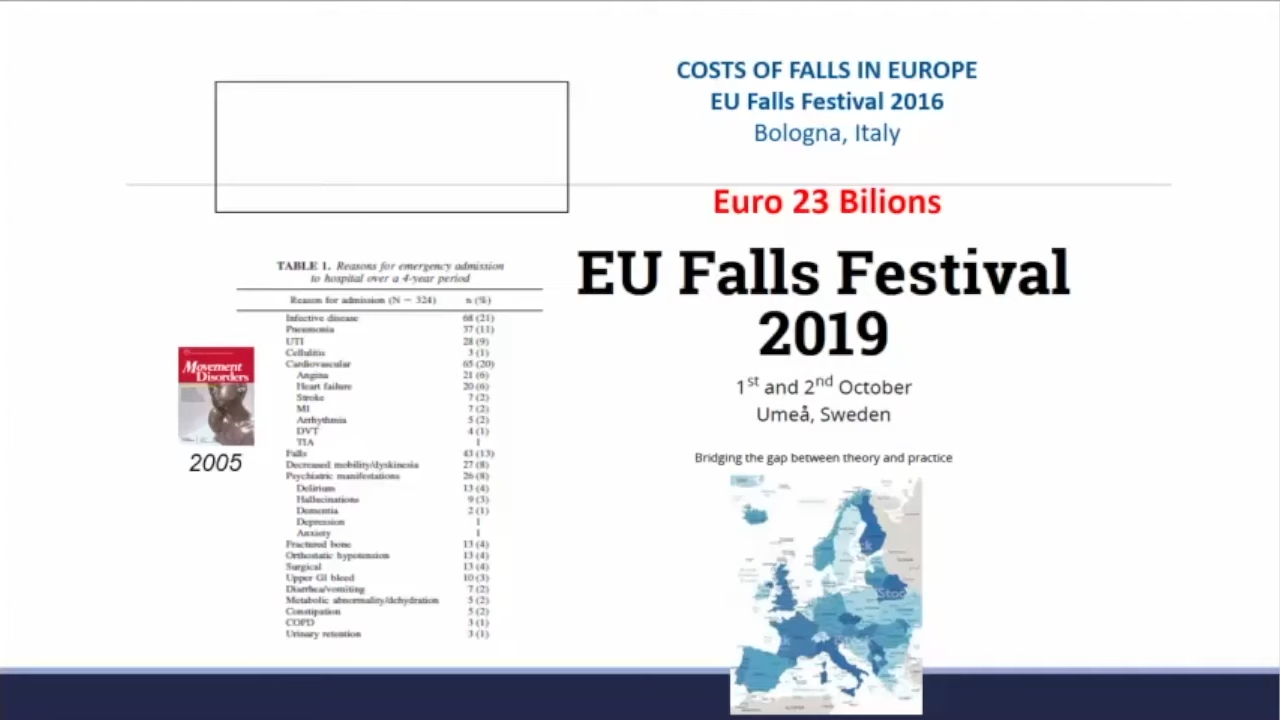 COSTS OF FALLS IN EUROPE
EU Falls Festival 2016
Bologna, Italy
Euro 23 Bilions
EU Falls Festival
2019
1st and 2nd October
Umeå, Sweden
Bridging the gap between theory and practice
TABLE 1. Reasons for emergency admission
to hospital over a 4-year period
Reason for admission (N = 324) n (%)
Infective disease 68 (21)
Pneumonia 37 (11)
UTI 28 (9)
Cellulitis 3 (1)
Cardiovascular 65 (20)
Angina 21 (6)
Heart failure 20 (6)
Stroke 7 (2)
MI 7 (2)
Arrhythmia 5 (2)
DVT 4 (1)
TIA 1
Falls 43 (13)
Decreased mobility/dyskinesia 27 (8)
Psychiatric manifestations 26 (8)
Delirium 13 (4)
Hallucinations 9 (3)
Dementia 2 (1)
Depression 1
Anxiety 1
Fractured bone 13 (4)
Orthostatic hypotension 13 (4)
Surgical 13 (4)
Upper GI bleed 10 (3)
Diarrhea/vomiting 7 (2)
Metabolic abnormality/dehydration 5 (2)
Constipation 5 (2)
COPD 3 (1)
Urinary retention 3 (1)
Movement
Disorders
2005